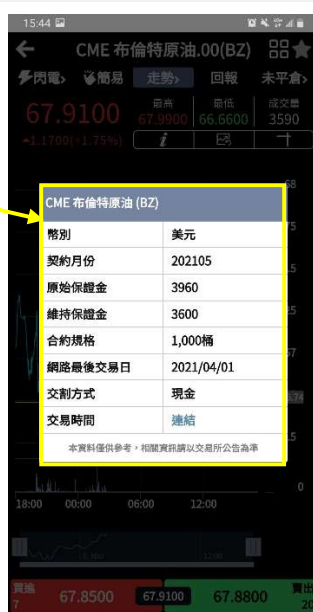 15:44
CME 布倫特原油.00(BZ)
閃電› 簡易 走勢› 回報 未平倉›
最高 最低 成交量
67.9100 67.9900 66.6600 3590
▲1.1700(+1.75%)
CME 布倫特原油 (BZ)
幣別 美元
契約月份 202105
原始保證金 3960
維持保證金 3600
合約規格 1,000桶
網路最後交易日 2021/04/01
交割方式 現金
交易時間 連結
本資料僅供參考，相關資訊請以交易所公告為準
0
18:00 00:00 06:00 12:00
12:00
買進 賣出
67.8500 67.9100 67.8800
7 20